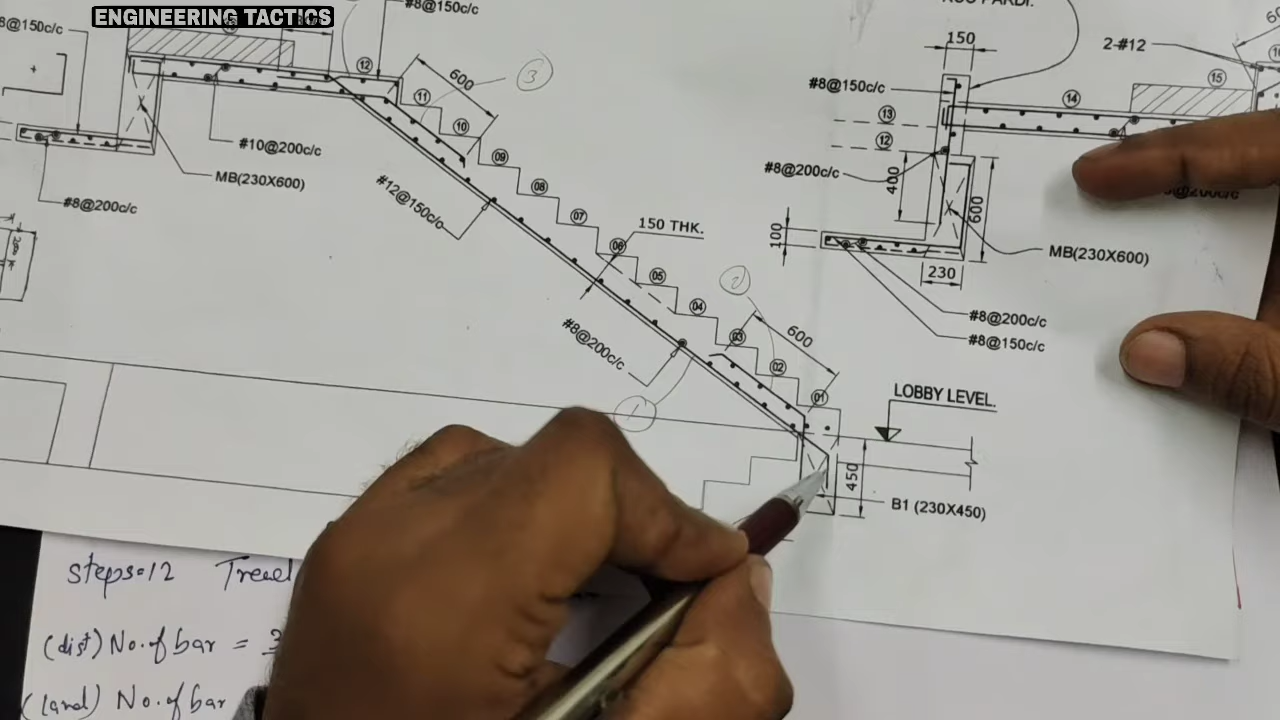 ENGINEERING TACTICS
#8@150c/c
#8@150c/c
12
600
3
11
10
09
08
07
06
05
04
03
02
01
#10@200c/c
MB(230X600)
#8@200c/c
#12@150c/c
150 THK.
2
600
#8@200c/c
1
LOBBY LEVEL.
450
B1 (230X450)
150
2-#12
#8@150c/c
13
12
14
15
#8@200c/c
400
600
100
230
MB(230X600)
#8@200c/c
#8@150c/c
#8@200c/c
steps=12
(dist) No.of bar =
(land) No.of bar